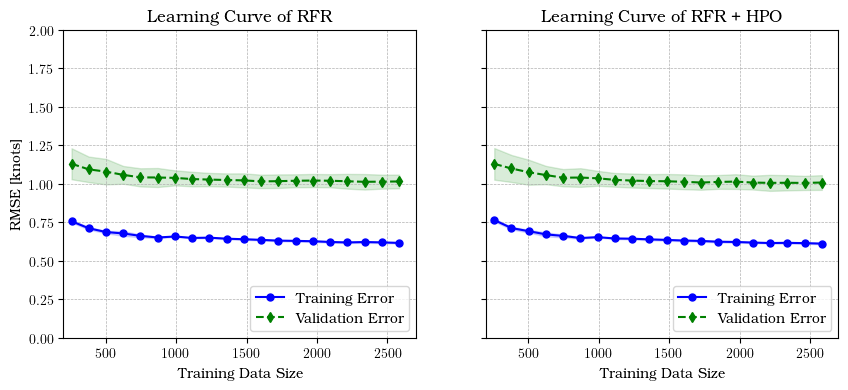 Learning Curve of RFR
RMSE [knots]
2.00
1.75
1.50
1.25
1.00
0.75
0.50
0.25
0.00
Training Error
Validation Error
500 1000 1500 2000 2500
Training Data Size
Learning Curve of RFR + HPO
Training Error
Validation Error
500 1000 1500 2000 2500
Training Data Size